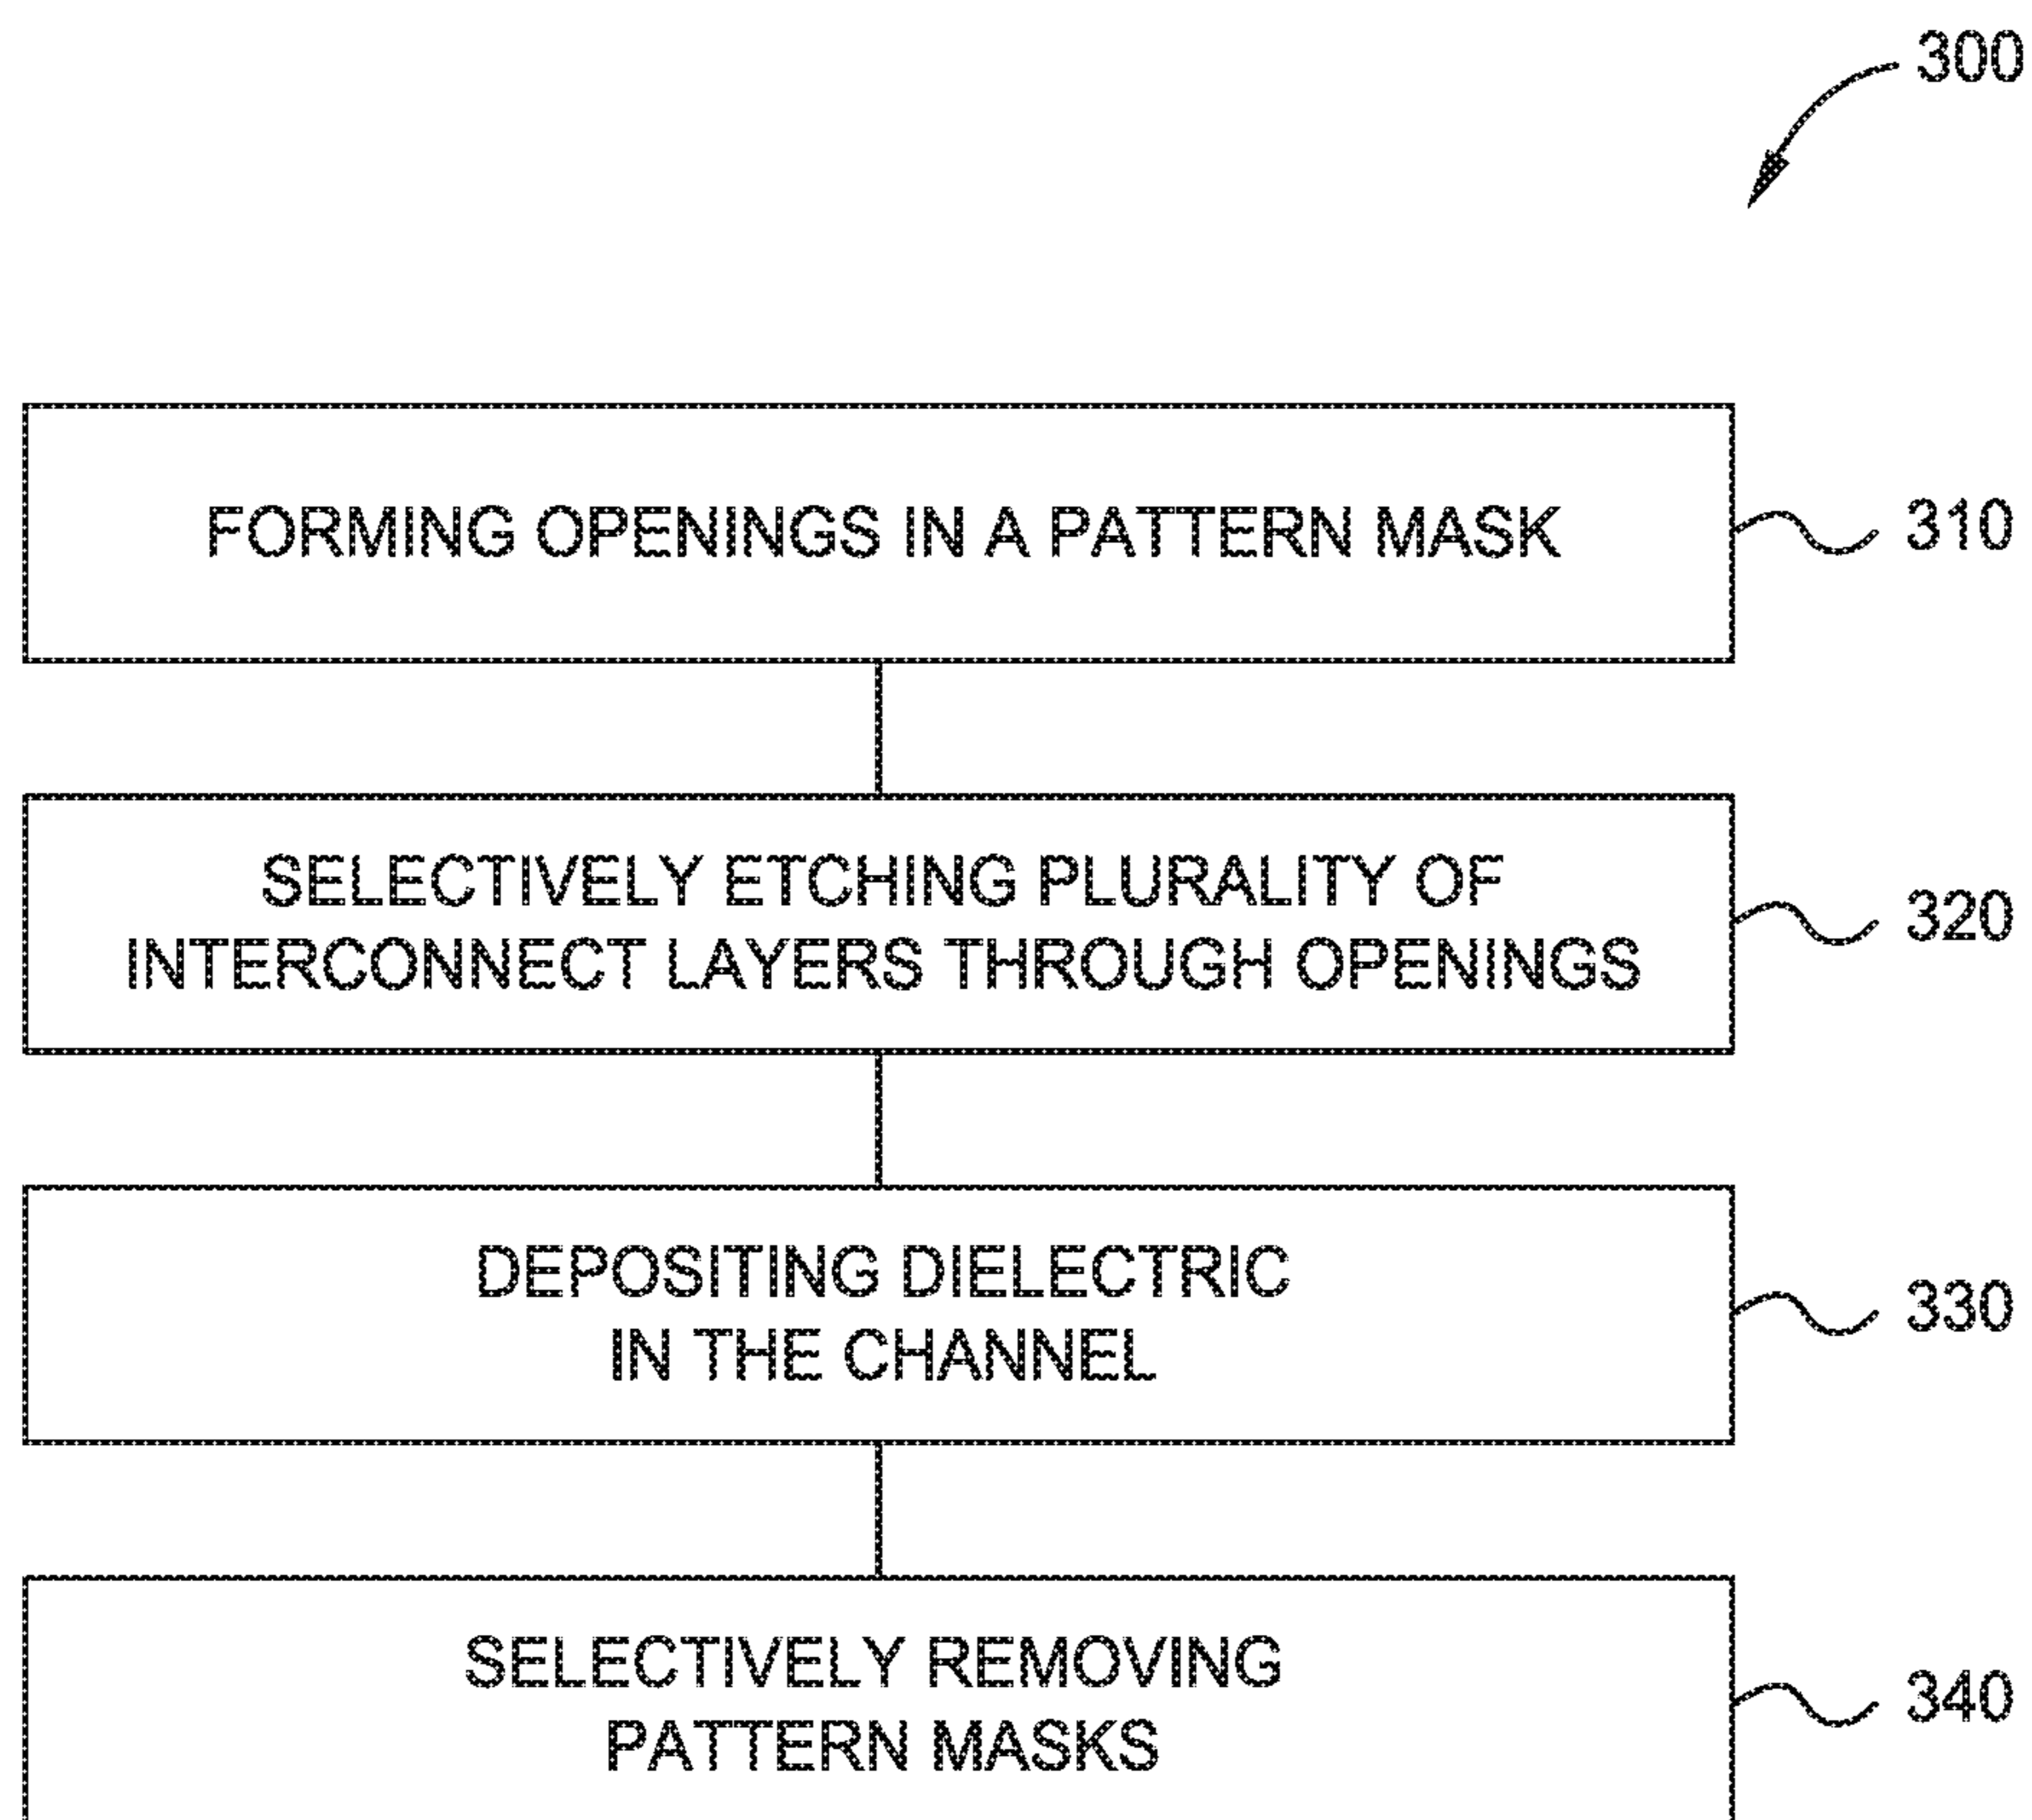 300
FORMING OPENINGS IN A PATTERN MASK
310
SELECTIVELY ETCHING PLURALITY OF
INTERCONNECT LAYERS THROUGH OPENINGS
320
DEPOSITING DIELECTRIC
IN THE CHANNEL
330
SELECTIVELY REMOVING
PATTERN MASKS
340